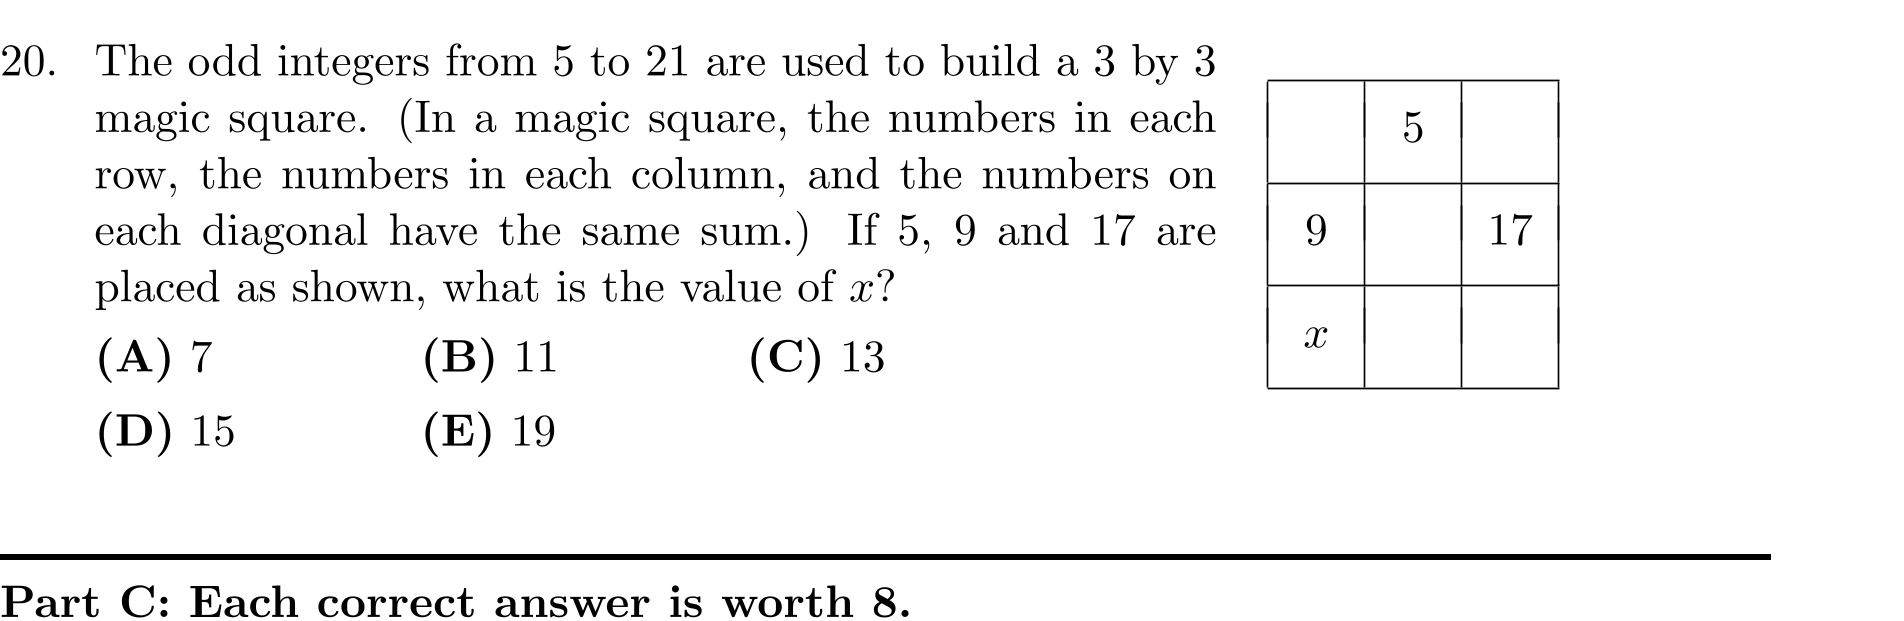 20. The odd integers from 5 to 21 are used to build a 3 by 3
magic square. (In a magic square, the numbers in each
row, the numbers in each column, and the numbers on
each diagonal have the same sum.) If 5, 9 and 17 are
placed as shown, what is the value of x?
(A) 7 (B) 11 (C) 13
(D) 15 (E) 19
5
9 17
x
Part C: Each correct answer is worth 8.